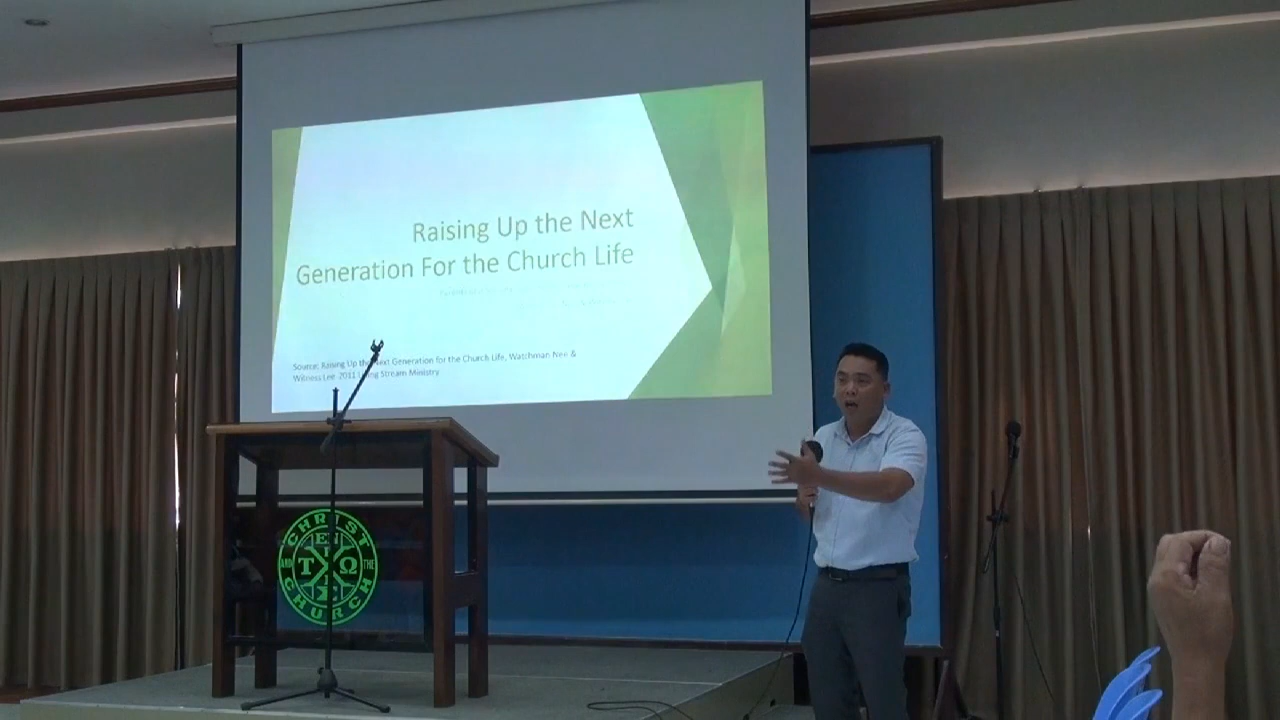 Raising Up the Next
Generation For the Church Life
Source: Raising Up the Next Generation for the Church Life, Watchman Nee &
Witness Lee 2011 Living Stream Ministry
CHRIST
AND THE
CHURCH
EN
Τ Ω